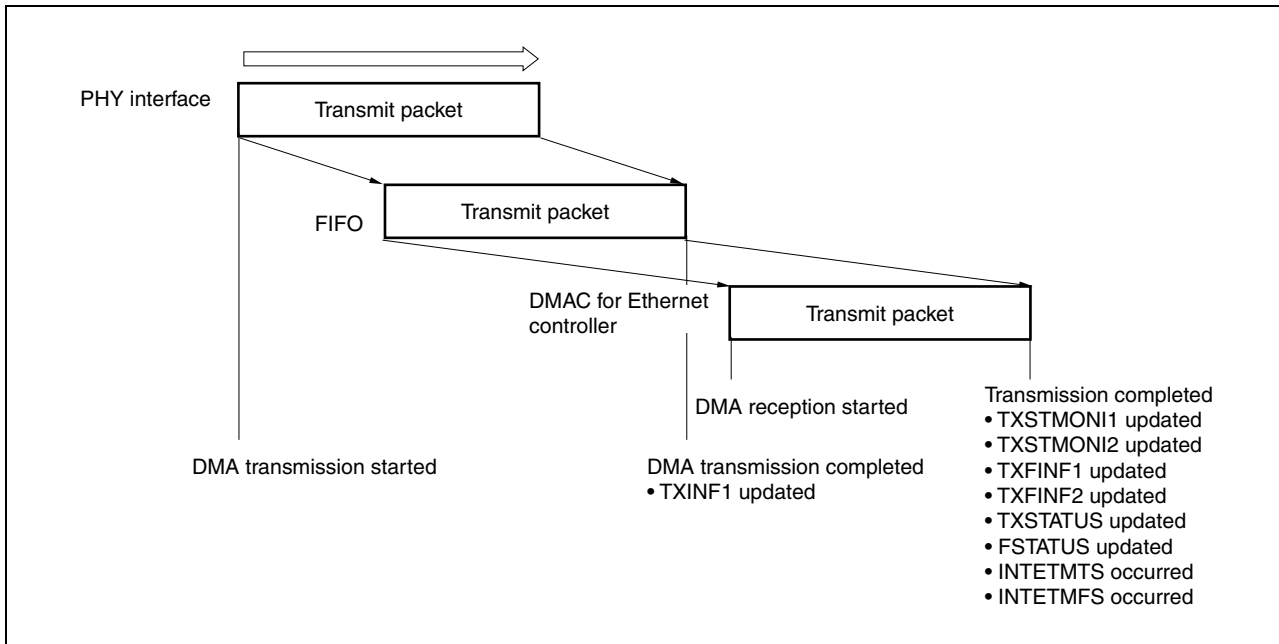 PHY interface
Transmit packet
FIFO
Transmit packet
DMAC for Ethernet
controller
Transmit packet
DMA reception started
DMA transmission started
DMA transmission completed
• TXINF1 updated
Transmission completed
• TXSTMONI1 updated
• TXSTMONI2 updated
• TXFINF1 updated
• TXFINF2 updated
• TXSTATUS updated
• FSTATUS updated
• INTETMTS occurred
• INTETMFS occurred